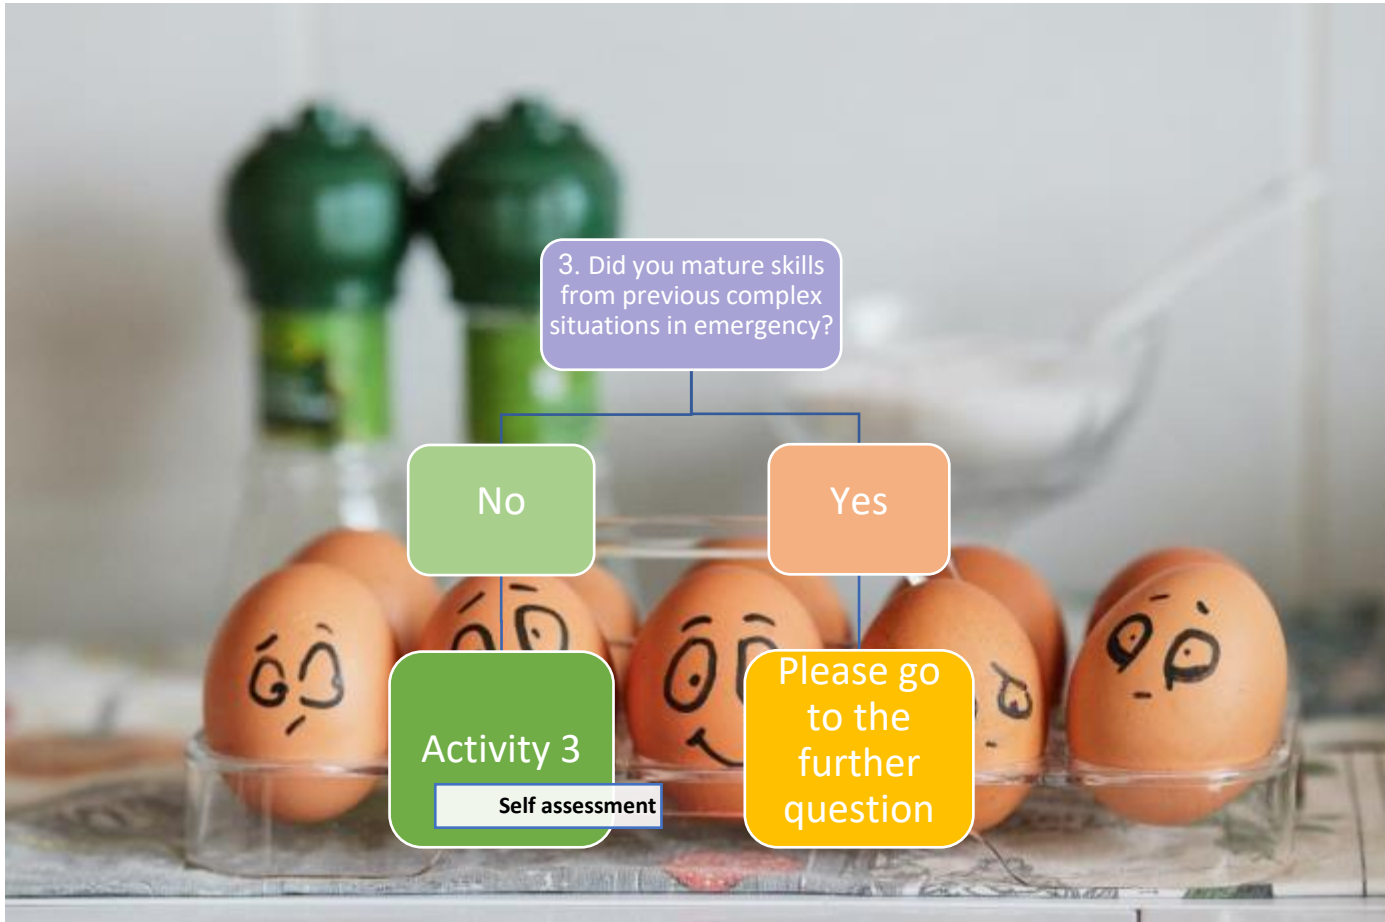 3. Did you mature skills
from previous complex
situations in emergency?
No
Yes
Activity 3
Self assessment
Please go
to the
further
question